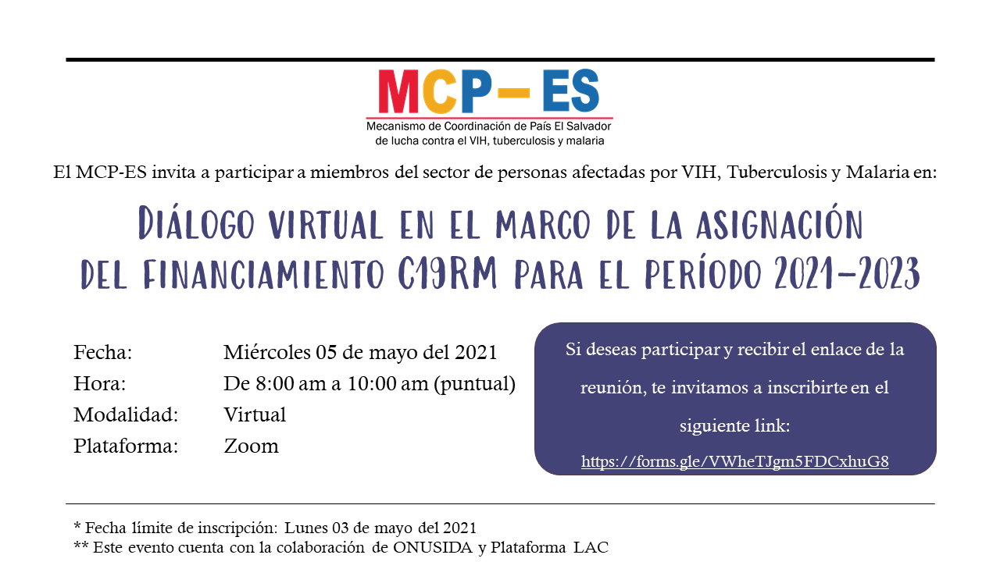 MCP-ES
Mecanismo de Coordinación de País El Salvador
de lucha contra el VIH, tuberculosis y malaria
El MCP-ES invita a participar a miembros del sector de personas afectadas por VIH, Tuberculosis y Malaria en:
Diálogo virtual en el marco de la asignación
del Financiamiento C19RM para el período 2021-2023
Fecha: Miércoles 05 de mayo del 2021
Hora: De 8:00 am a 10:00 am (puntual)
Modalidad: Virtual
Plataforma: Zoom
Si deseas participar y recibir el enlace de la
reunión, te invitamos a inscribirte en el
siguiente link:
https://forms.gle/VWheTJgm5FDCxhuG8
* Fecha límite de inscripción: Lunes 03 de mayo del 2021
** Este evento cuenta con la colaboración de ONUSIDA y Plataforma LAC